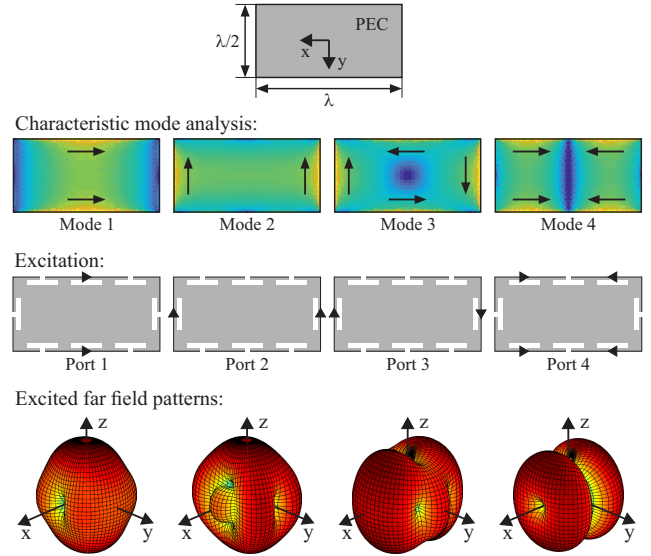 λ/2
PEC
x
y
λ
Characteristic mode analysis:
Mode 1 Mode 2 Mode 3 Mode 4
Excitation:
Port 1 Port 2 Port 3 Port 4
Excited far field patterns:
z z z z
x y x y x y x y